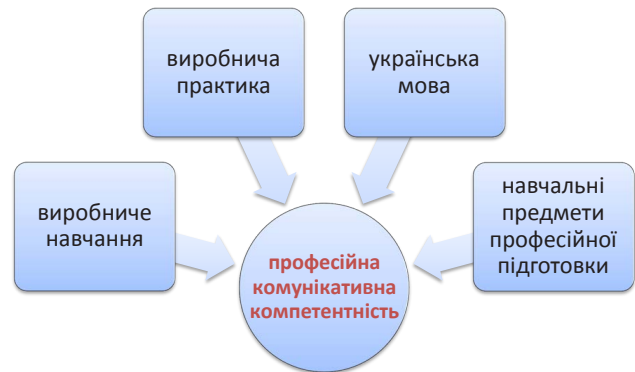 виробнича
практика
українська
мова
виробниче
навчання
навчальні
предмети
професійної
підготовки
професійна
комунікативна
компетентність